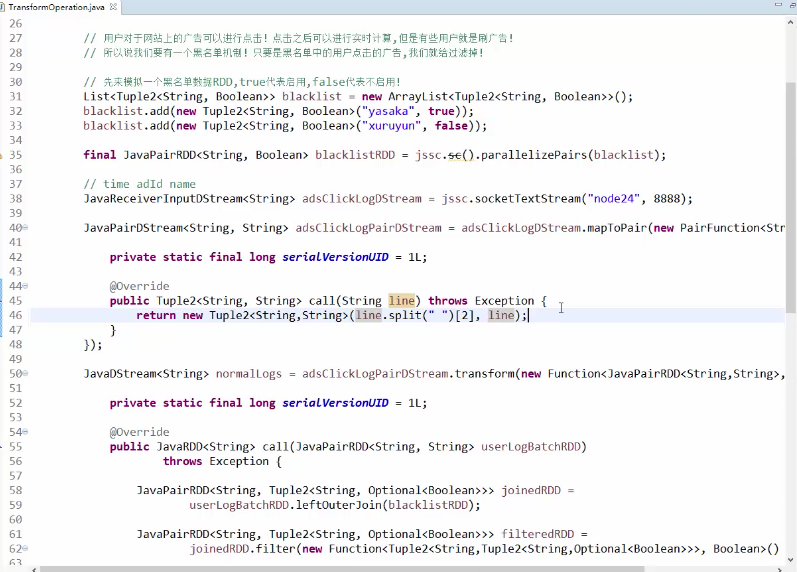 TransformOperation.java
26
27 // 用户对于网站上的广告可以进行点击！点击之后可以进行实时计算,但是有些用户就是刷广告！
28 // 所以说我们要有一个黑名单机制！只要是黑名单中的用户点击的广告,我们就给过滤掉！
29
30 // 先来模拟一个黑名单数据RDD,true代表启用,false代表不启用！
31 List<Tuple2<String, Boolean>> blacklist = new ArrayList<Tuple2<String, Boolean>>();
32 blacklist.add(new Tuple2<String, Boolean>("yasaka", true));
33 blacklist.add(new Tuple2<String, Boolean>("xuruyun", false));
34
35 final JavaPairRDD<String, Boolean> blacklistRDD = jssc.sc().parallelizePairs(blacklist);
36
37 // time adId name
38 JavaReceiverInputDStream<String> adsClickLogDStream = jssc.socketTextStream("node24", 8888);
39
40 JavaPairDStream<String, String> adsClickLogPairDStream = adsClickLogDStream.mapToPair(new PairFunction<Str
41
42 private static final long serialVersionUID = 1L;
43
44 @Override
45 public Tuple2<String, String> call(String line) throws Exception {
46 return new Tuple2<String,String>(line.split(" ")[2], line);
47 }
48 });
49
50 JavaDStream<String> normalLogs = adsClickLogPairDStream.transform(new Function<JavaPairRDD<String,String>,
51
52 private static final long serialVersionUID = 1L;
53
54 @Override
55 public JavaRDD<String> call(JavaPairRDD<String, String> userLogBatchRDD)
56 throws Exception {
57
58 JavaPairRDD<String, Tuple2<String, Optional<Boolean>>> joinedRDD =
59 userLogBatchRDD.leftOuterJoin(blacklistRDD);
60
61 JavaPairRDD<String, Tuple2<String, Optional<Boolean>>> filteredRDD =
62 joinedRDD.filter(new Function<Tuple2<String,Tuple2<String,Optional<Boolean>>>, Boolean>()
63